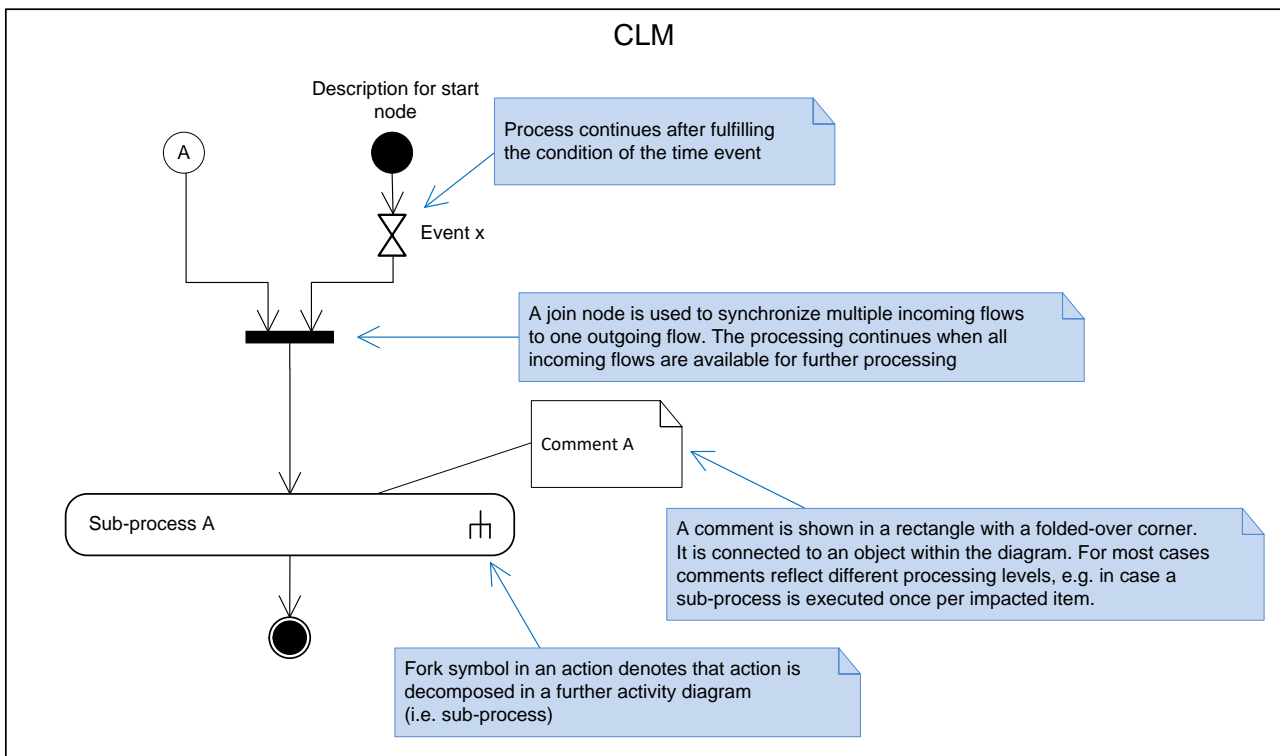 CLM
Description for start
node
Process continues after fulfilling
the condition of the time event
A
Event x
A join node is used to synchronize multiple incoming flows
to one outgoing flow. The processing continues when all
incoming flows are available for further processing
Comment A
Sub-process A
A comment is shown in a rectangle with a folded-over corner.
It is connected to an object within the diagram. For most cases
comments reflect different processing levels, e.g. in case a
sub-process is executed once per impacted item.
Fork symbol in an action denotes that action is
decomposed in a further activity diagram
(i.e. sub-process)